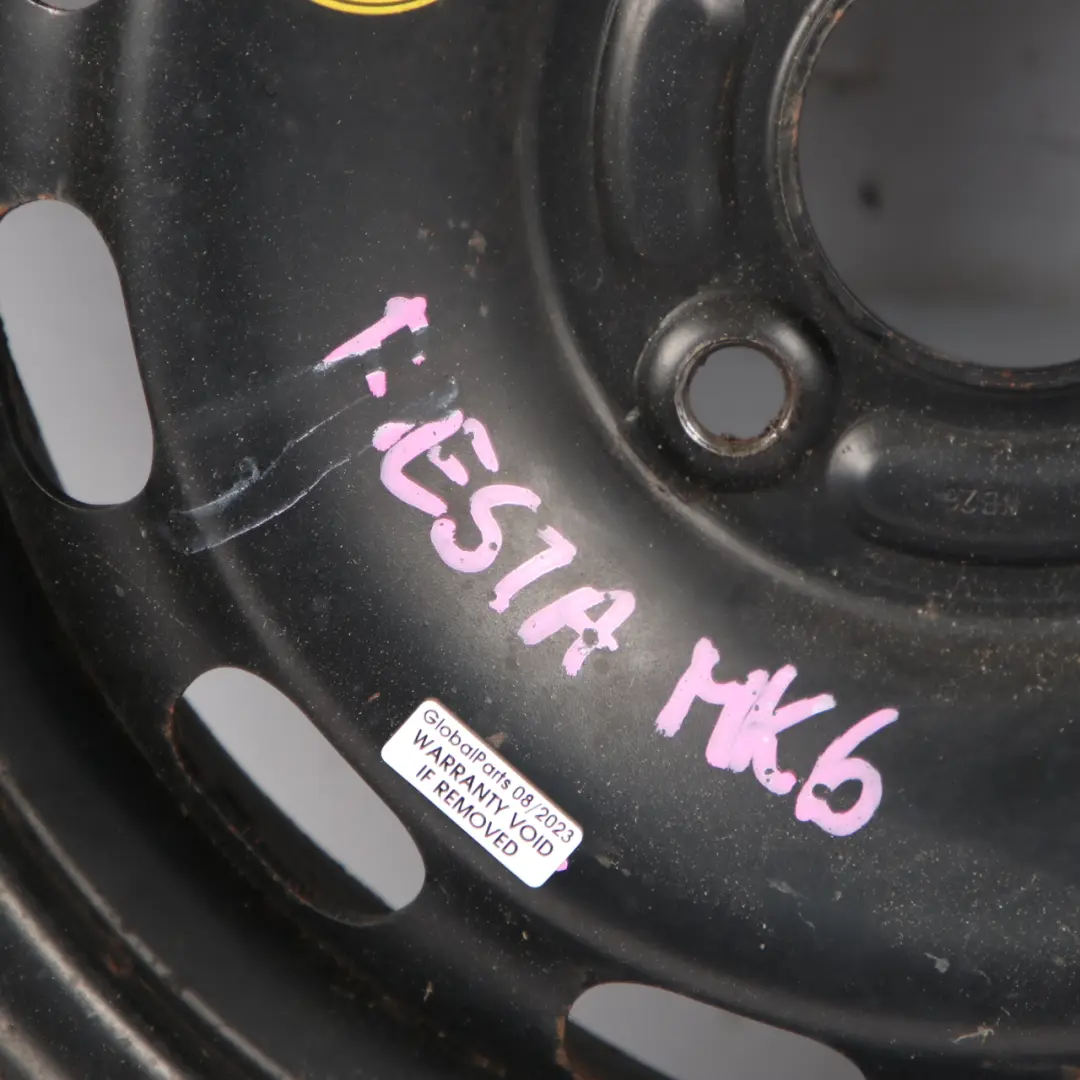 FIESTA MK6
GlobalParts 08/2023
WARRANTY VOID
IF REMOVED